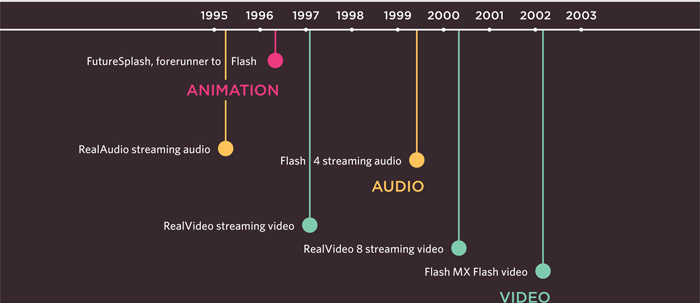 1995 1996 1997 1998 1999 2000 2001 2002 2003
FutureSplash, forerunner to Flash
ANIMATION
RealAudio streaming audio
Flash 4 streaming audio
AUDIO
RealVideo streaming video
RealVideo 8 streaming video
Flash MX Flash video
VIDEO